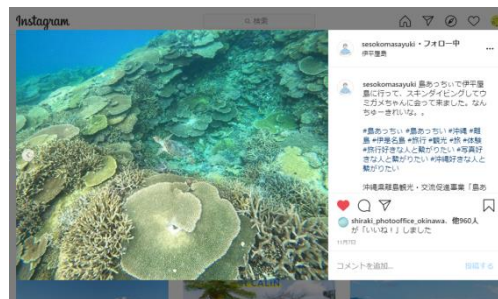 Instagram
検索
sesokomasayuki・フォロー中
伊平屋島
sesokomasayuki 島あっちぃで伊平屋
島に行って、スキンダイビングしてウ
ミガメちゃんに会って来ました。なん
ちゅーきれいな。。
#島あっちぃ #島あっちい #沖縄 #離
島 #伊是名島 #旅行 #観光 #旅 #体験
#旅行好きな人と繋がりたい #写真好
きな人と繋がりたい #沖縄好きな人と
繋がりたい
沖縄県離島観光・交流促進事業「島あ
shiraki_photooffice_okinawa、他960人
が「いいね！」しました
11月7日
コメントを追加...
投稿する
CALIN